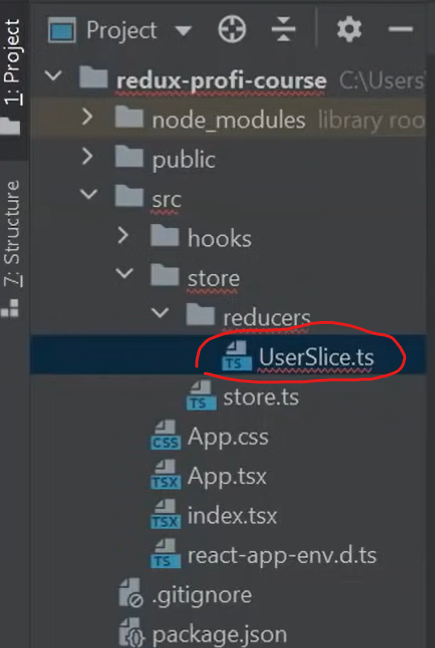 Project
1: Project
7: Structure
redux-profi-course C:\Users
node_modules library roo
public
src
hooks
store
reducers
TS UserSlice.ts
TS store.ts
CSS App.css
TSX App.tsx
TSX index.tsx
TS react-app-env.d.ts
.gitignore
package.json